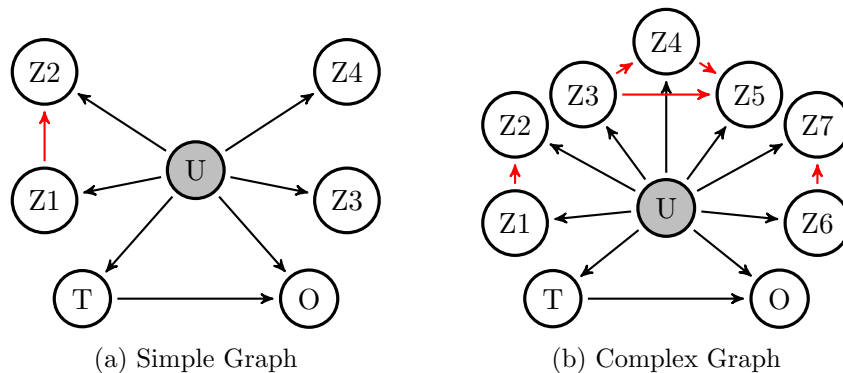 Z2
Z4
U
Z1
Z3
T
O
(a) Simple Graph
Z4
Z3
Z5
Z2
Z7
U
Z1
Z6
T
O
(b) Complex Graph